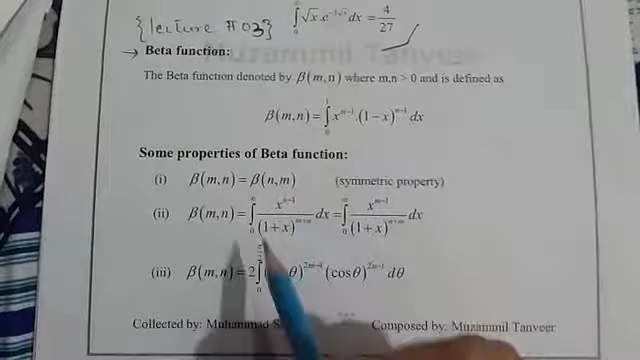 {lecture # 03}
∫₀^∞ √x.e^{-3√x} dx = 4/27
→ Beta function:
The Beta function denoted by β(m,n) where m,n > 0 and is defined as
β(m,n) = ∫₀¹ x^{m-1}.(1-x)^{n-1} dx
Some properties of Beta function:
(i) β(m,n) = β(n,m) (symmetric property)
(ii) β(m,n) = ∫₀^∞ x^{n-1}/(1+x)^{m+n} dx = ∫₀^∞ x^{m-1}/(1+x)^{n+m} dx
(iii) β(m,n) = 2∫₀^{π/2} θ)^{2m-1} (cosθ)^{2n-1} dθ
Collected by: Muhammad Composed by: Muzammil Tanveer